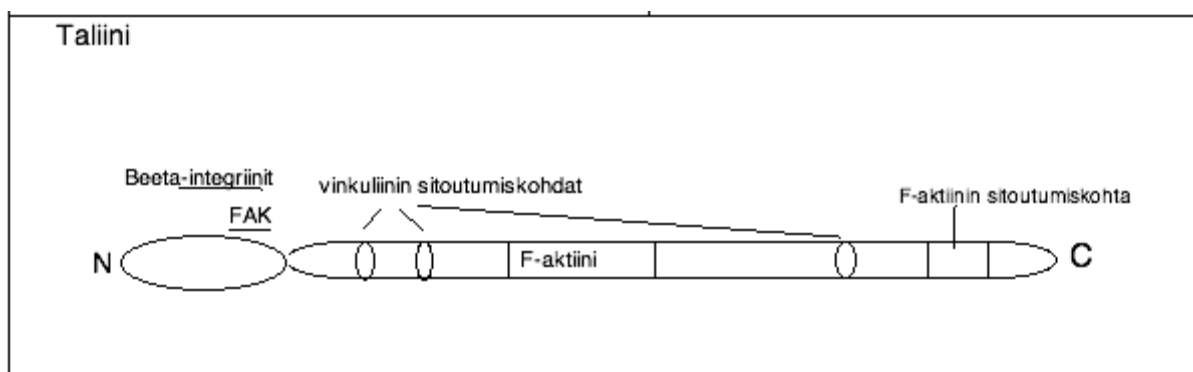 Taliini
Beeta-integriinit
FAK
vinkuliinin sitoutumiskohdat
F-aktiinin sitoutumiskohta
N
F-aktiini
C